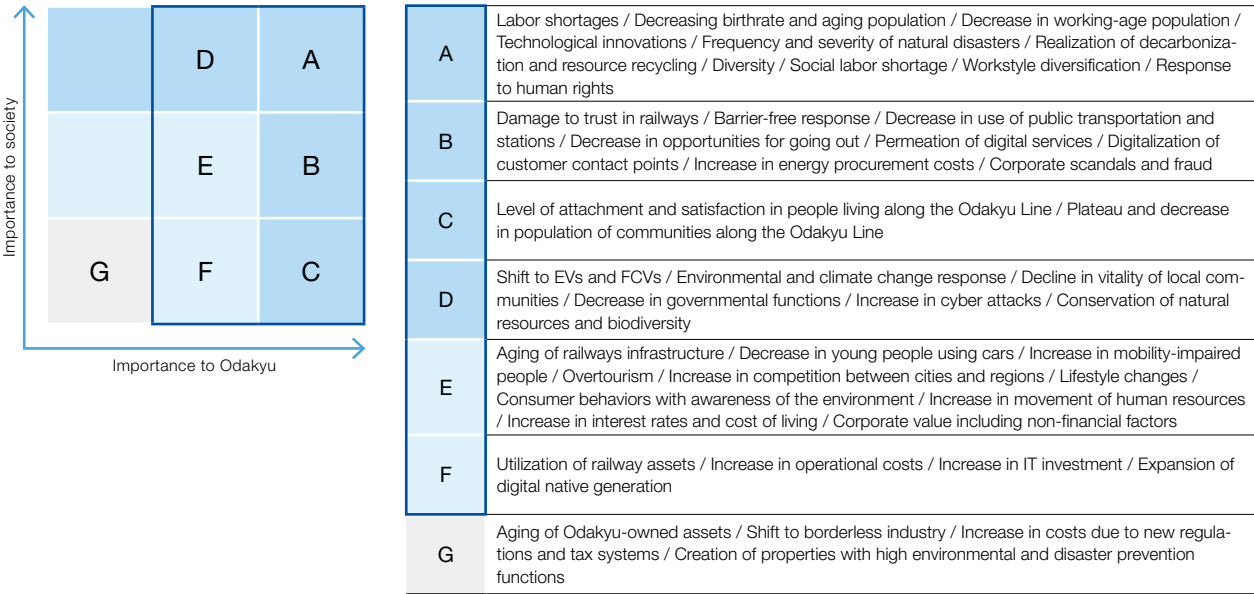 Importance to society
D
A
E
B
G
F
C
Importance to Odakyu
A
Labor shortages / Decreasing birthrate and aging population / Decrease in working-age population /
Technological innovations / Frequency and severity of natural disasters / Realization of decarboniza-
tion and resource recycling / Diversity / Social labor shortage / Workstyle diversification / Response
to human rights
B
Damage to trust in railways / Barrier-free response / Decrease in use of public transportation and
stations / Decrease in opportunities for going out / Permeation of digital services / Digitalization of
customer contact points / Increase in energy procurement costs / Corporate scandals and fraud
C
Level of attachment and satisfaction in people living along the Odakyu Line / Plateau and decrease
in population of communities along the Odakyu Line
D
Shift to EVs and FCVs / Environmental and climate change response / Decline in vitality of local com-
munities / Decrease in governmental functions / Increase in cyber attacks / Conservation of natural
resources and biodiversity
E
Aging of railways infrastructure / Decrease in young people using cars / Increase in mobility-impaired
people / Overtourism / Increase in competition between cities and regions / Lifestyle changes /
Consumer behaviors with awareness of the environment / Increase in movement of human resources
/ Increase in interest rates and cost of living / Corporate value including non-financial factors
F
Utilization of railway assets / Increase in operational costs / Increase in IT investment / Expansion of
digital native generation
G
Aging of Odakyu-owned assets / Shift to borderless industry / Increase in costs due to new regula-
tions and tax systems / Creation of properties with high environmental and disaster prevention
functions